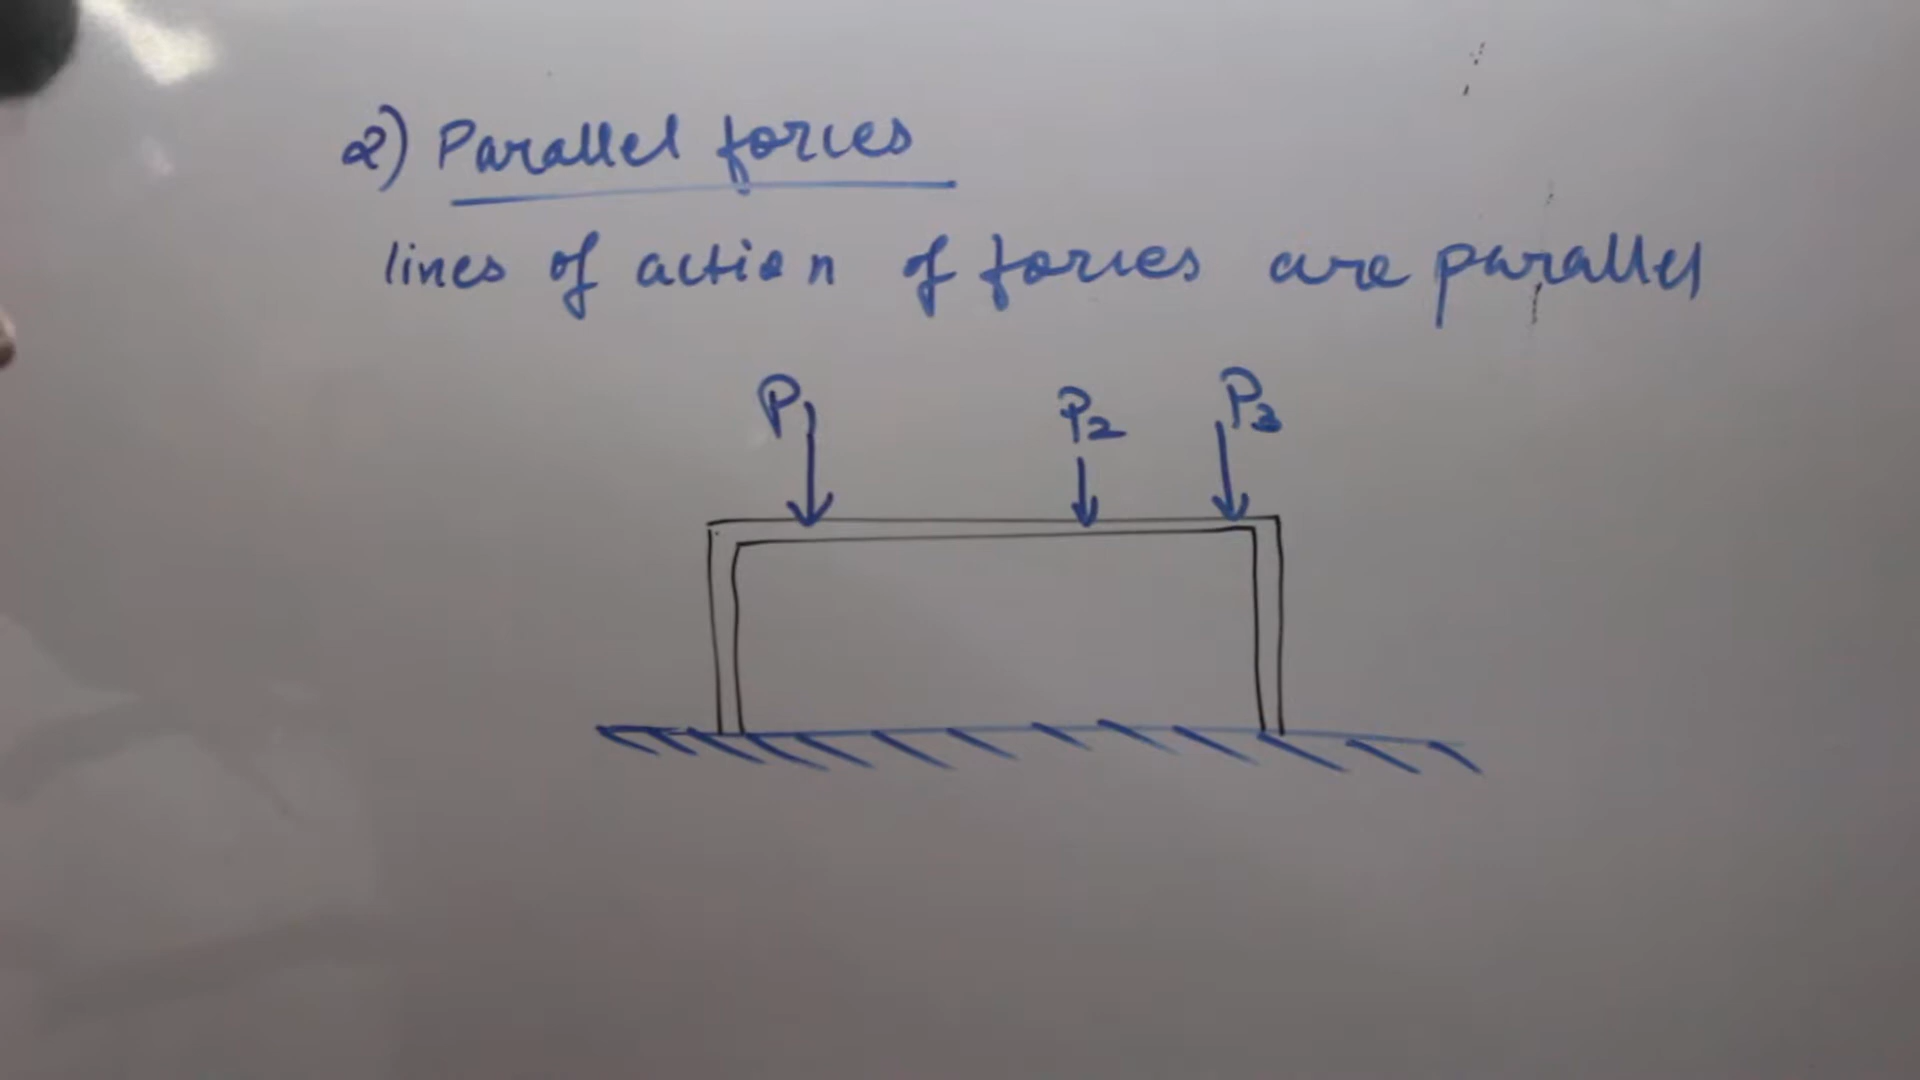 2) Parallel forces
lines of action of forces are parallel
P1 P2 P3